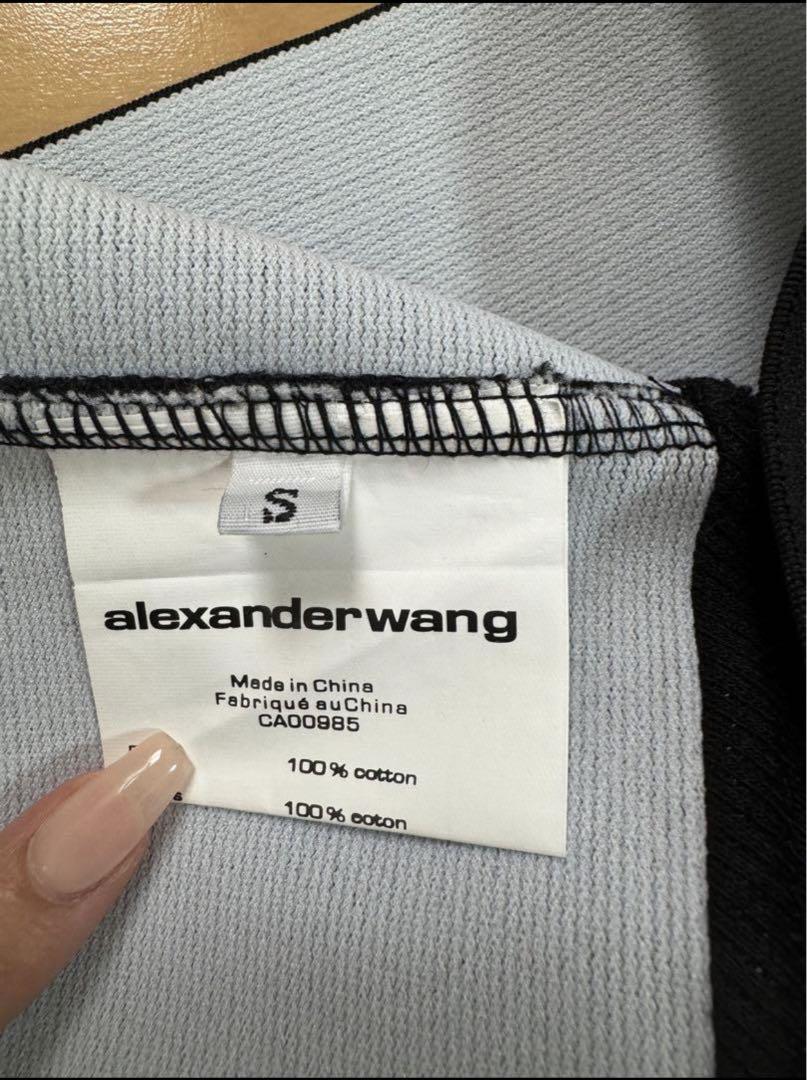 S
alexanderwang
Made in China
Fabriqué au China
CA00985
100% cotton
100% coton